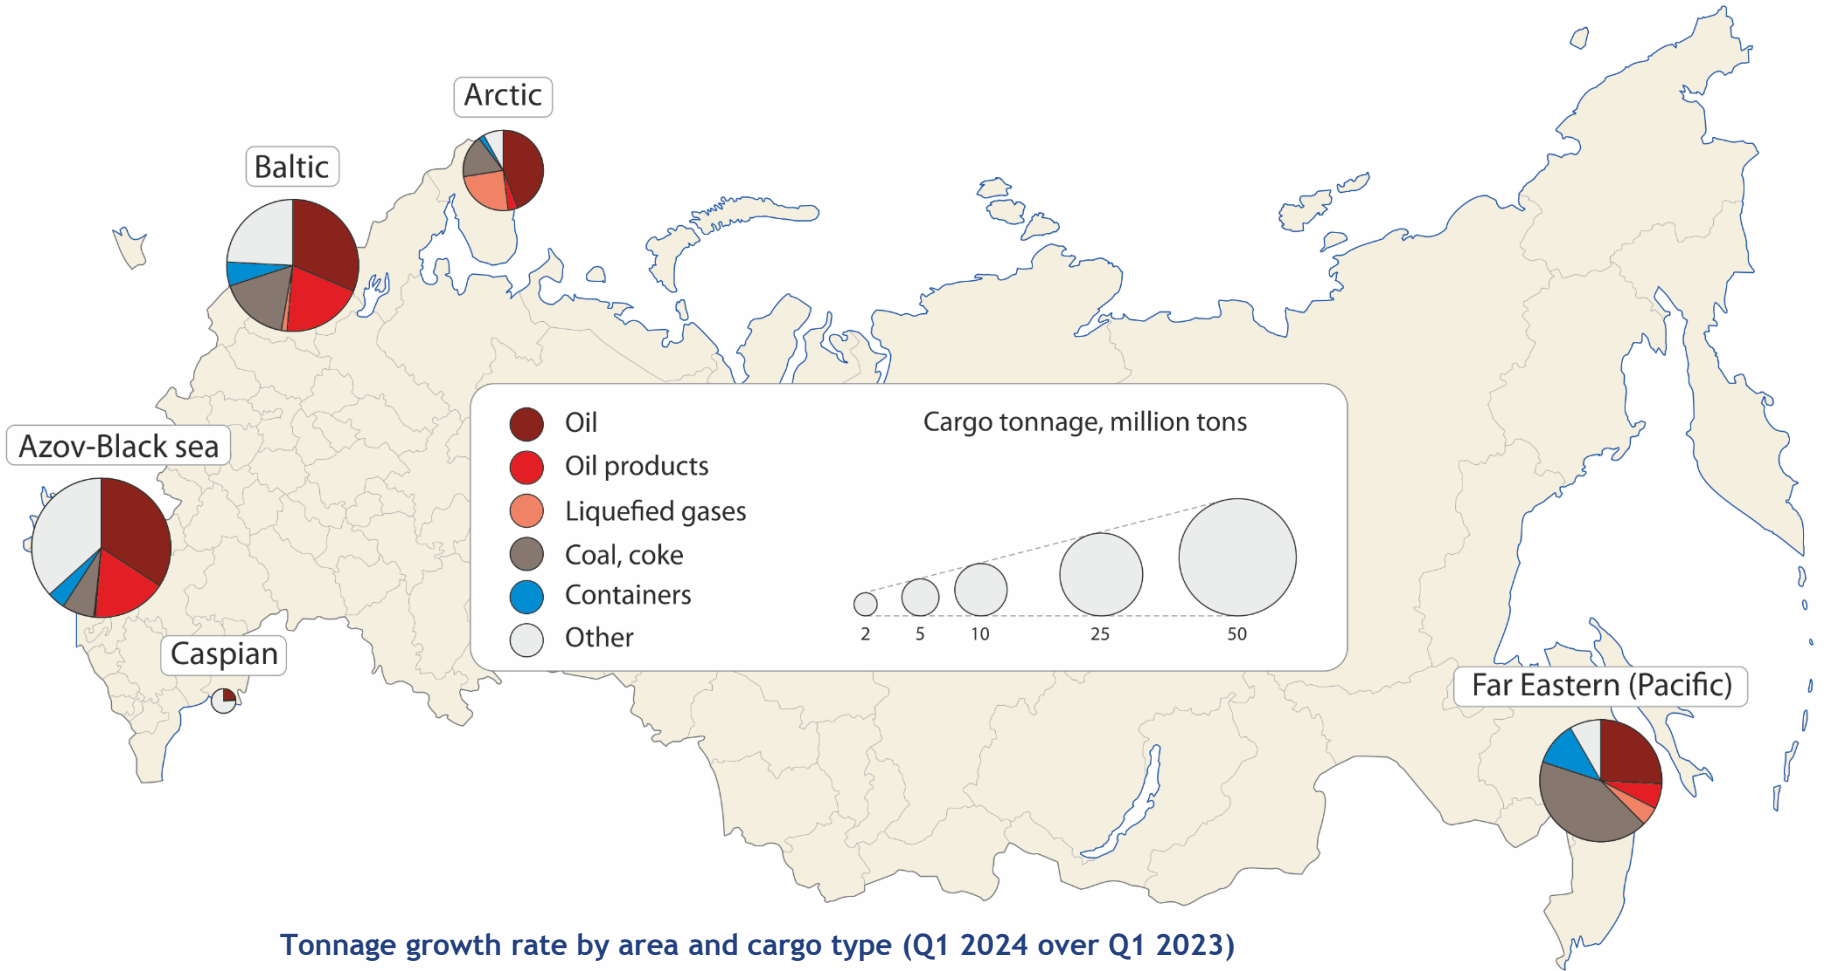 Arctic
Baltic
Azov-Black sea
Caspian
Far Eastern (Pacific)
Oil
Oil products
Liquefied gases
Coal, coke
Containers
Other
Cargo tonnage, million tons
2 5 10 25 50
Tonnage growth rate by area and cargo type (Q1 2024 over Q1 2023)